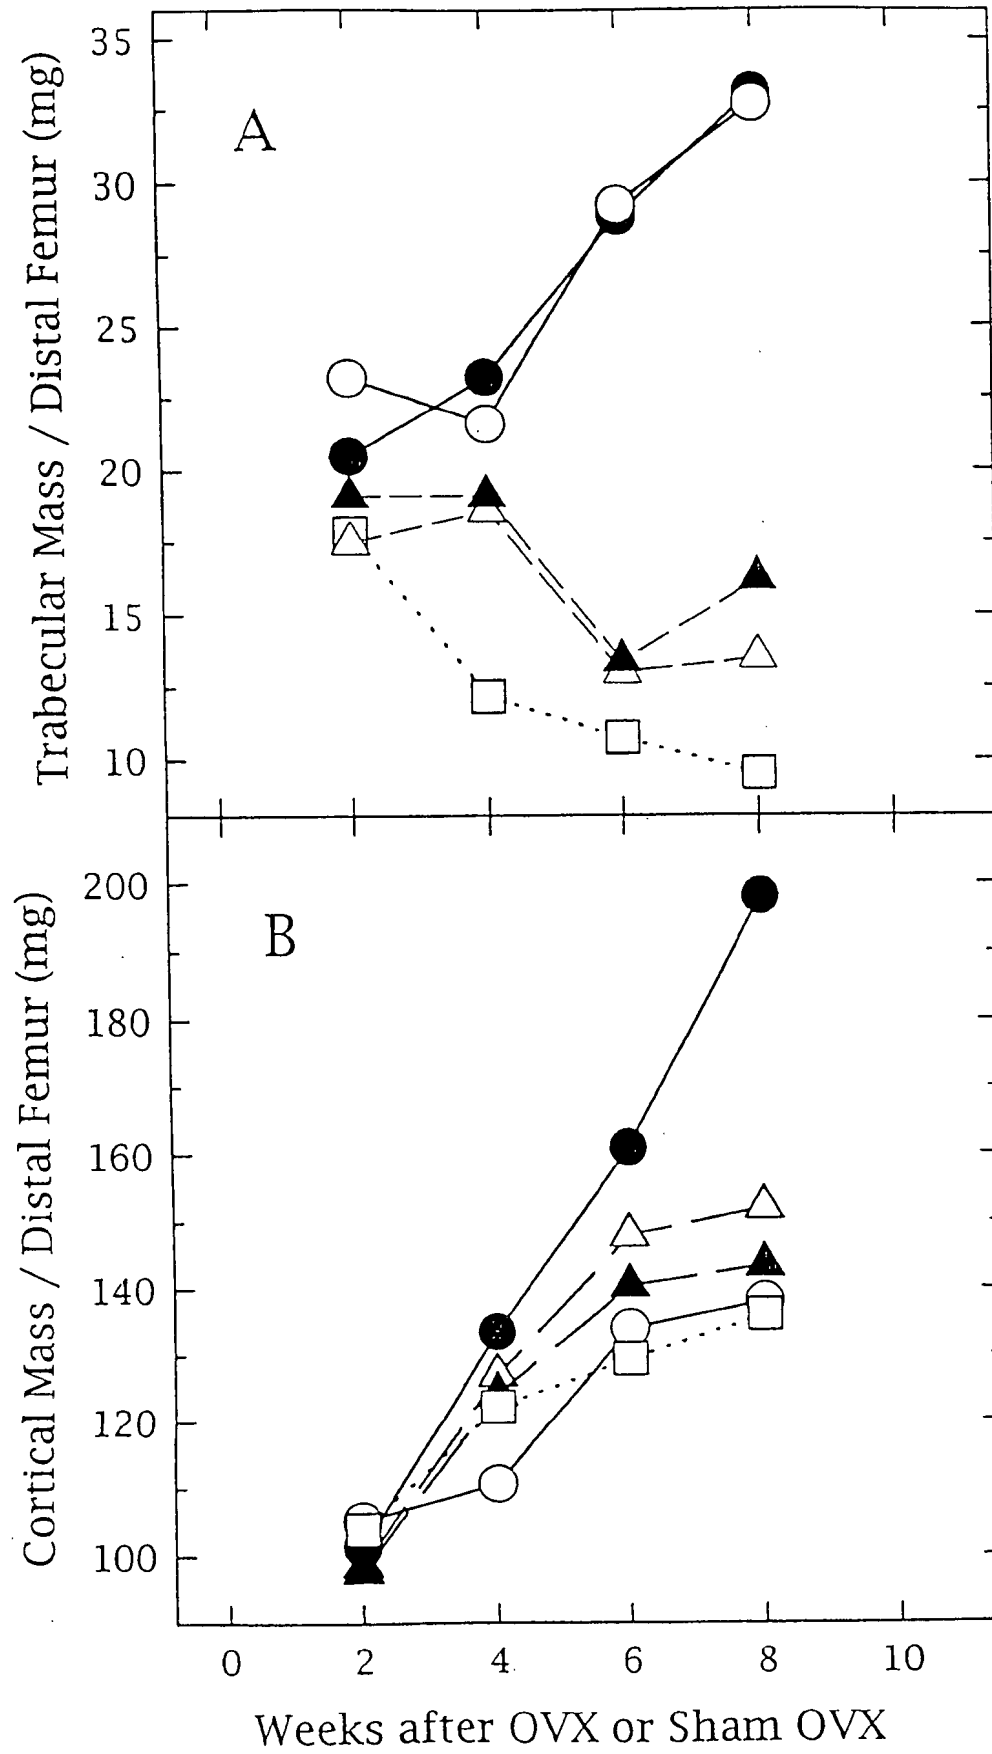 A
Trabecular Mass / Distal Femur (mg)
35
30
25
20
15
10
B
Cortical Mass / Distal Femur (mg)
200
180
160
140
120
100
0 2 4 6 8 10
Weeks after OVX or Sham OVX